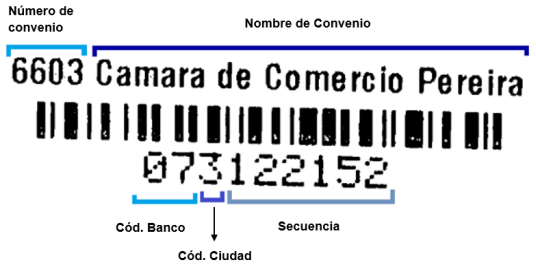 Número de
convenio
Nombre de Convenio
6603 Camara de Comercio Pereira
073122152
Cód. Banco
Secuencia
Cód. Ciudad